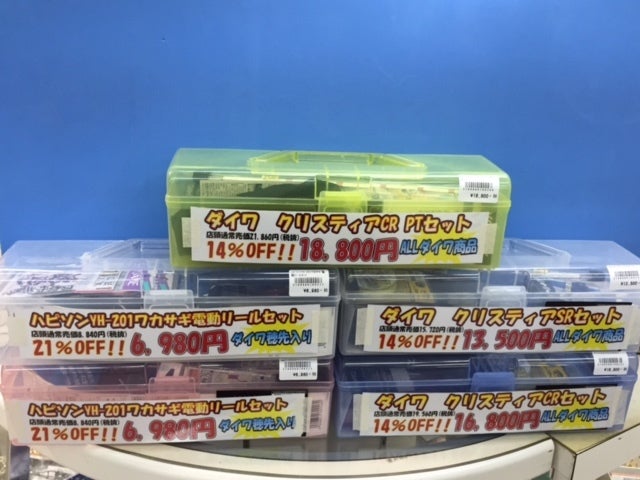 ダイワ クリスティアCR PTセット
店頭通常売価21,860円(税抜)
14%OFF!! 18,800円 ALLダイワ商品
ハピソンYH-201ワカサギ電動リールセット
店頭通常売価8,840円(税抜)
21%OFF!! 6,980円 ダイワ穂先入り
ダイワ クリスティアSRセット
店頭通常売価15,720円(税抜)
14%OFF!! 13,500円 ALLダイワ商品
ハピソンYH-201ワカサギ電動リールセット
店頭通常売価8,840円(税抜)
21%OFF!! 6,980円 ダイワ穂先入り
ダイワ クリスティアCRセット
店頭通常売価19,560円(税抜)
14%OFF!! 16,800円 ALLダイワ商品